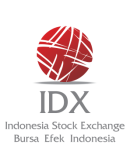 IDX
Indonesia Stock Exchange
Bursa Efek Indonesia